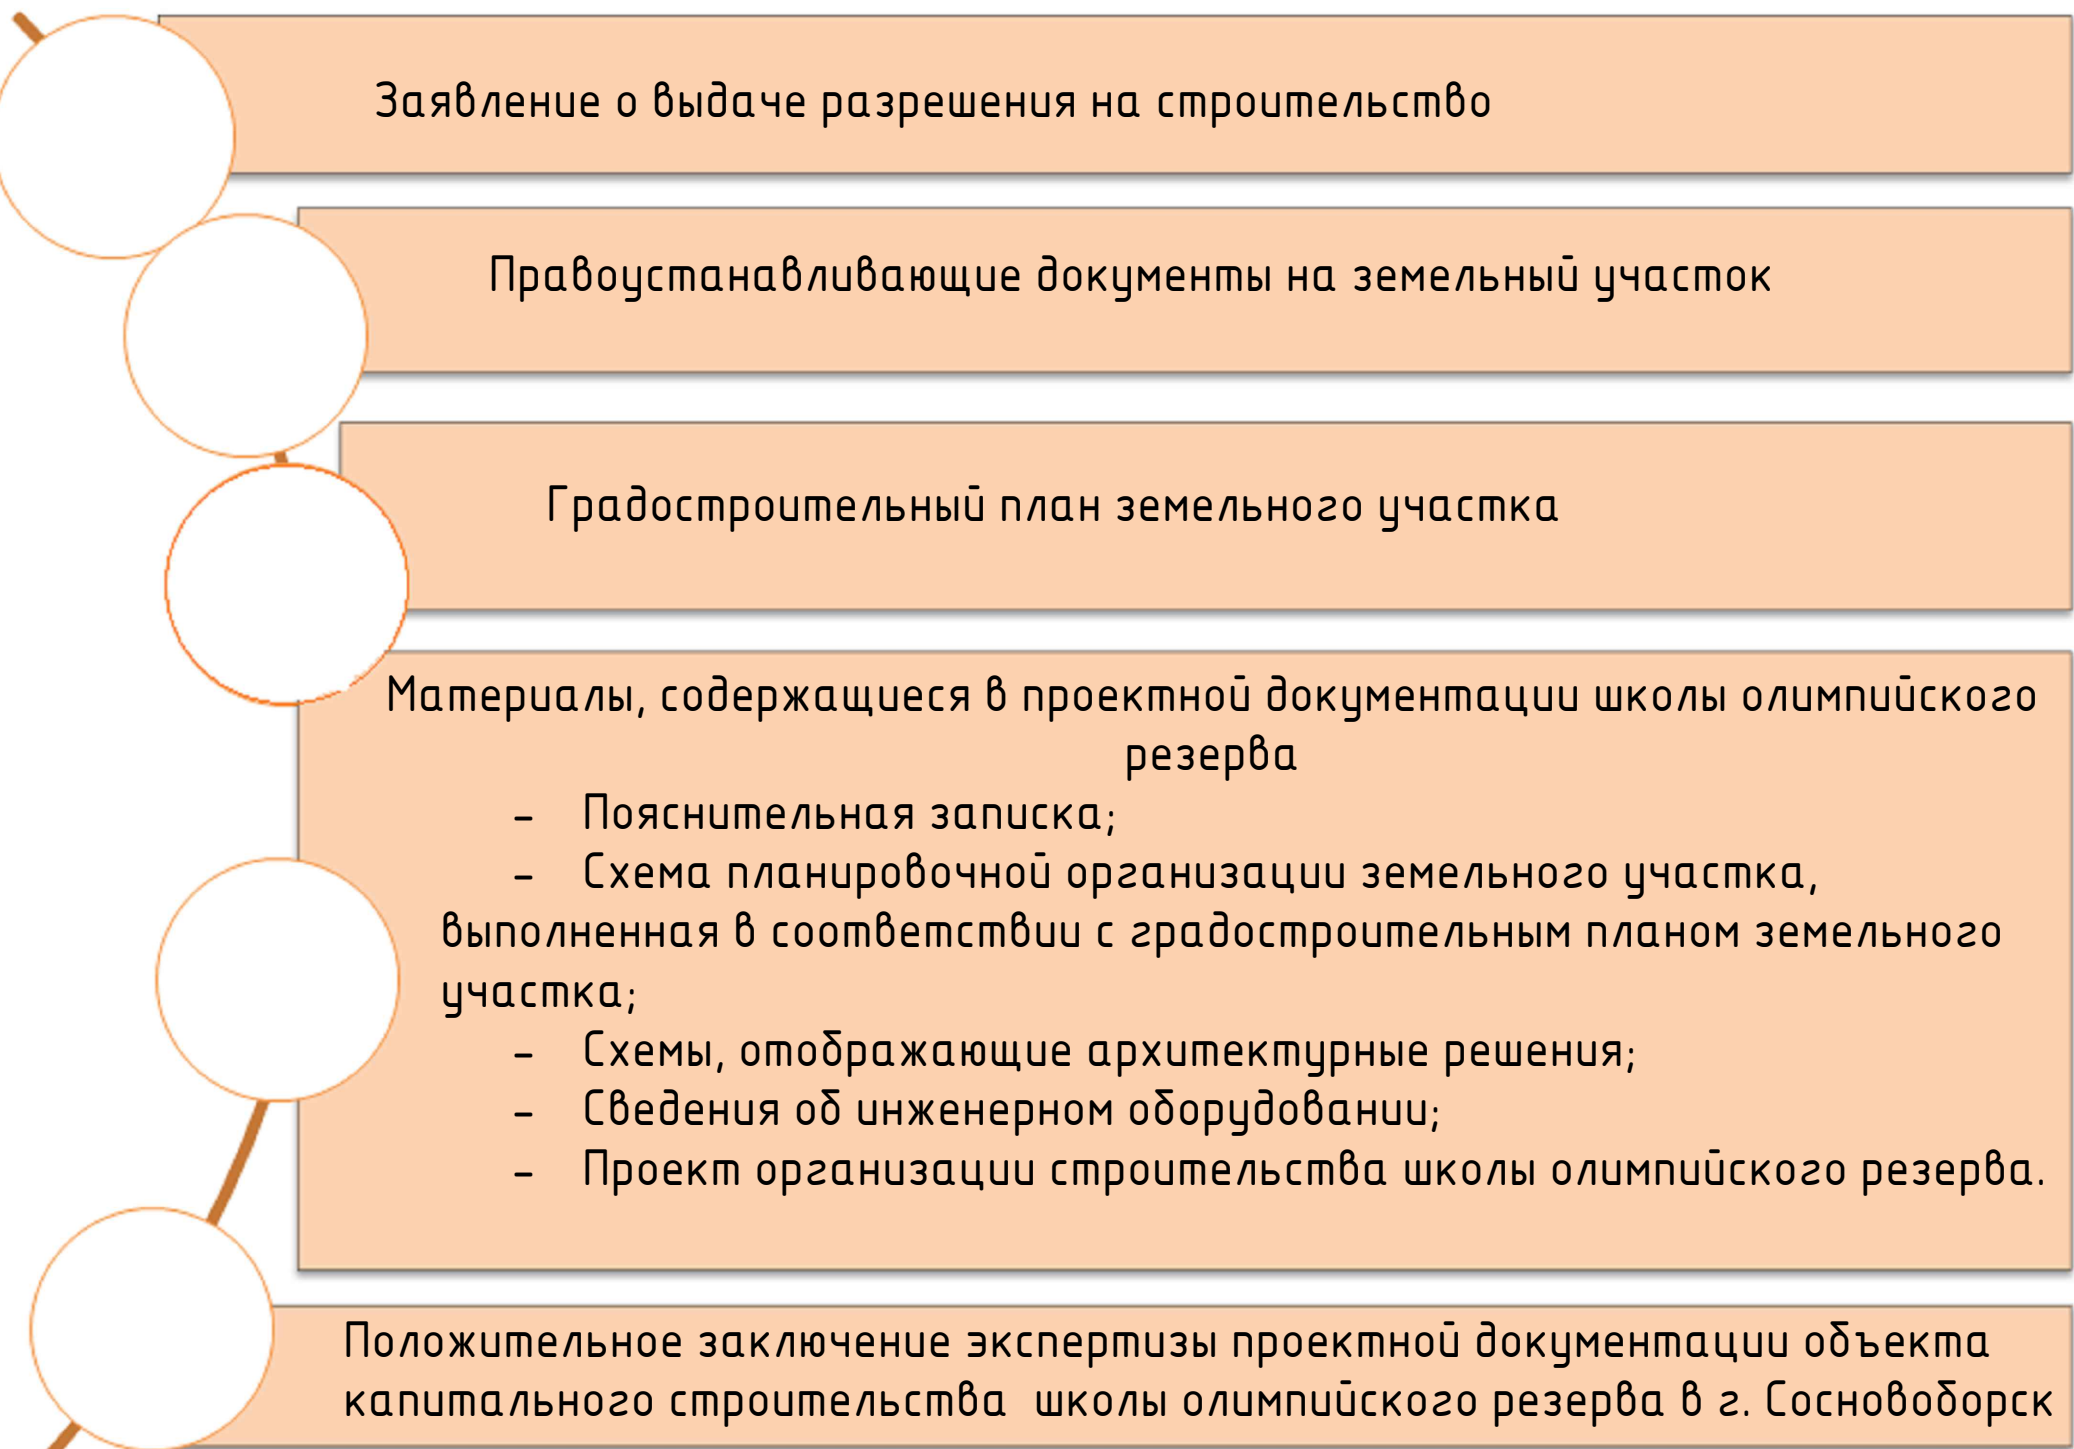 Заявление о выдаче разрешения на строительство
Правоустанавливающие документы на земельный участок
Градостроительный план земельного участка
Материалы, содержащиеся в проектной документации школы олимпийского
резерва
- Пояснительная записка;
- Схема планировочной организации земельного участка,
выполненная в соответствии с градостроительным планом земельного
участка;
- Схемы, отображающие архитектурные решения;
- Сведения об инженерном оборудовании;
- Проект организации строительства школы олимпийского резерва.
Положительное заключение экспертизы проектной документации объекта
капитального строительства школы олимпийского резерва в г. Сосновоборск